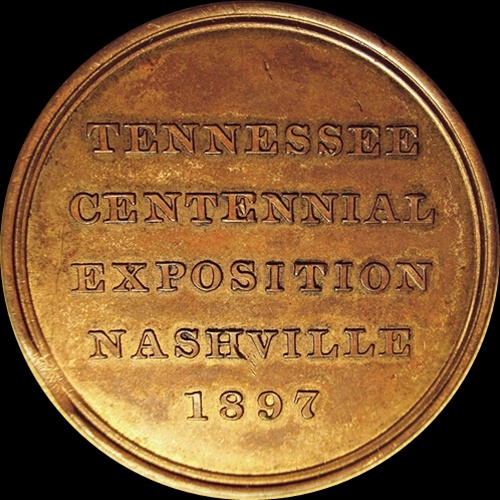 TENNESSEE
CENTENNIAL
EXPOSITION
NASHVILLE
1897